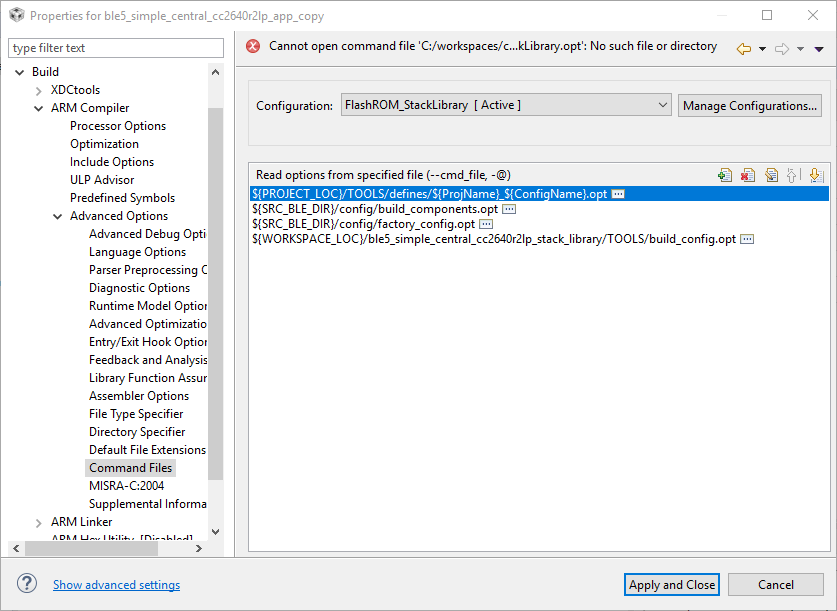 Properties for ble5_simple_central_cc2640r2lp_app_copy
type filter text
Cannot open command file 'C:/workspaces/c...kLibrary.opt': No such file or directory
Build
XDCtools
ARM Compiler
Processor Options
Optimization
Include Options
ULP Advisor
Predefined Symbols
Advanced Options
Advanced Debug Opti
Language Options
Parser Preprocessing C
Diagnostic Options
Runtime Model Option
Advanced Optimizatio
Entry/Exit Hook Option
Feedback and Analysis
Library Function Assur
Assembler Options
File Type Specifier
Directory Specifier
Default File Extensions
Command Files
MISRA-C:2004
Supplemental Informa
ARM Linker
ARM Hex Utility [Disabled]
Configuration:
FlashROM_StackLibrary [ Active ]
Manage Configurations...
Read options from specified file (--cmd_file, -@)
${PROJECT_LOC}/TOOLS/defines/${ProjName}_${ConfigName}.opt
${SRC_BLE_DIR}/config/build_components.opt
${SRC_BLE_DIR}/config/factory_config.opt
${WORKSPACE_LOC}/ble5_simple_central_cc2640r2lp_stack_library/TOOLS/build_config.opt
Show advanced settings
Apply and Close
Cancel